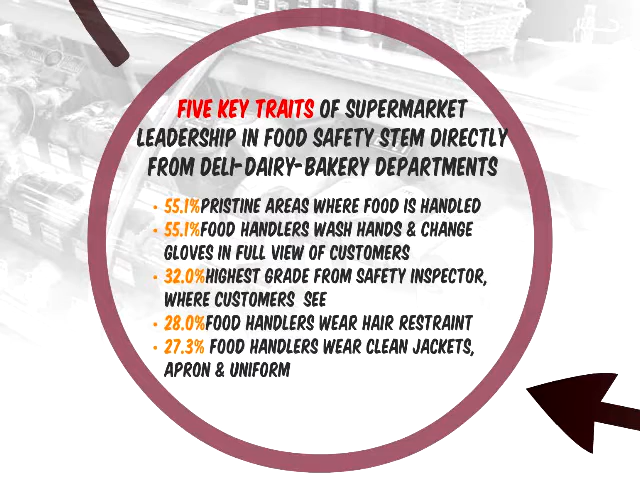 FIVE KEY TRAITS OF SUPERMARKET
LEADERSHIP IN FOOD SAFETY STEM DIRECTLY
FROM DELI-DAIRY-BAKERY DEPARTMENTS
• 55.1%PRISTINE AREAS WHERE FOOD IS HANDLED
• 55.1%FOOD HANDLERS WASH HANDS & CHANGE
GLOVES IN FULL VIEW OF CUSTOMERS
• 32.0%HIGHEST GRADE FROM SAFETY INSPECTOR,
WHERE CUSTOMERS SEE
• 28.0%FOOD HANDLERS WEAR HAIR RESTRAINT
• 27.3% FOOD HANDLERS WEAR CLEAN JACKETS,
APRON & UNIFORM